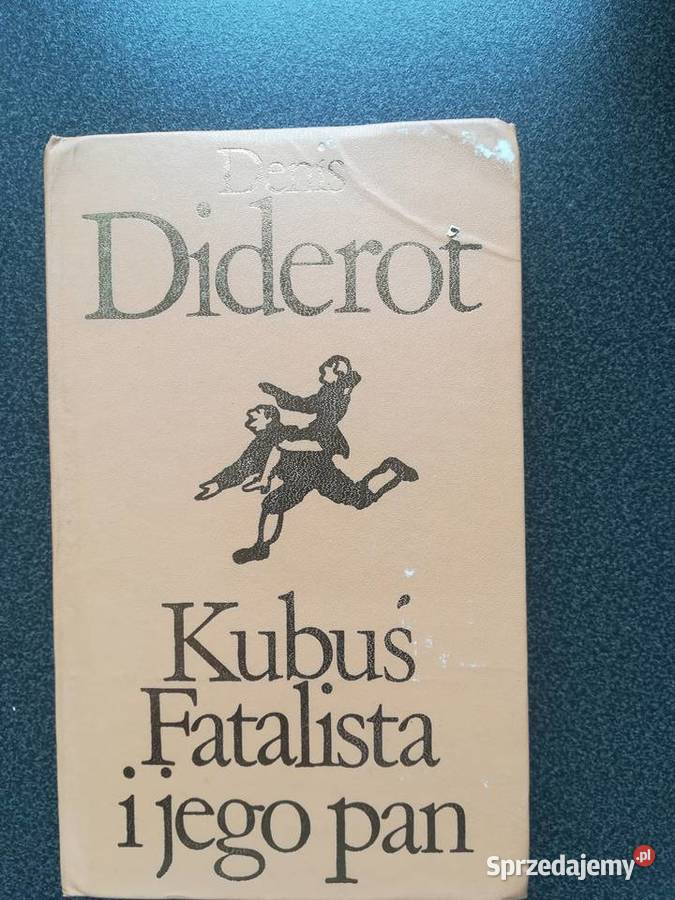 Denis
Diderot
Kubuś
Fatalista
i jego pan
Sprzedajemy.pl